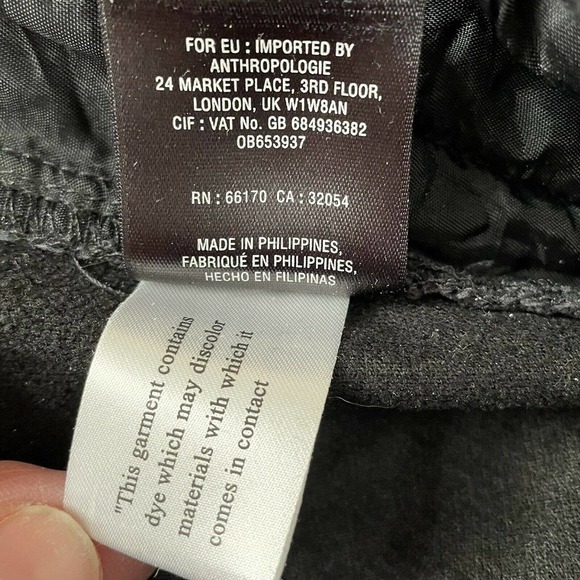 FOR EU : IMPORTED BY
ANTHROPOLOGIE
24 MARKET PLACE, 3RD FLOOR,
LONDON, UK W1W8AN
CIF : VAT No. GB 684936382
OB653937
RN : 66170 CA : 32054
MADE IN PHILIPPINES,
FABRIQUÉ EN PHILIPPINES,
HECHO EN FILIPINAS
"This garment contains
dye which may discolor
materials with which it
comes in contact